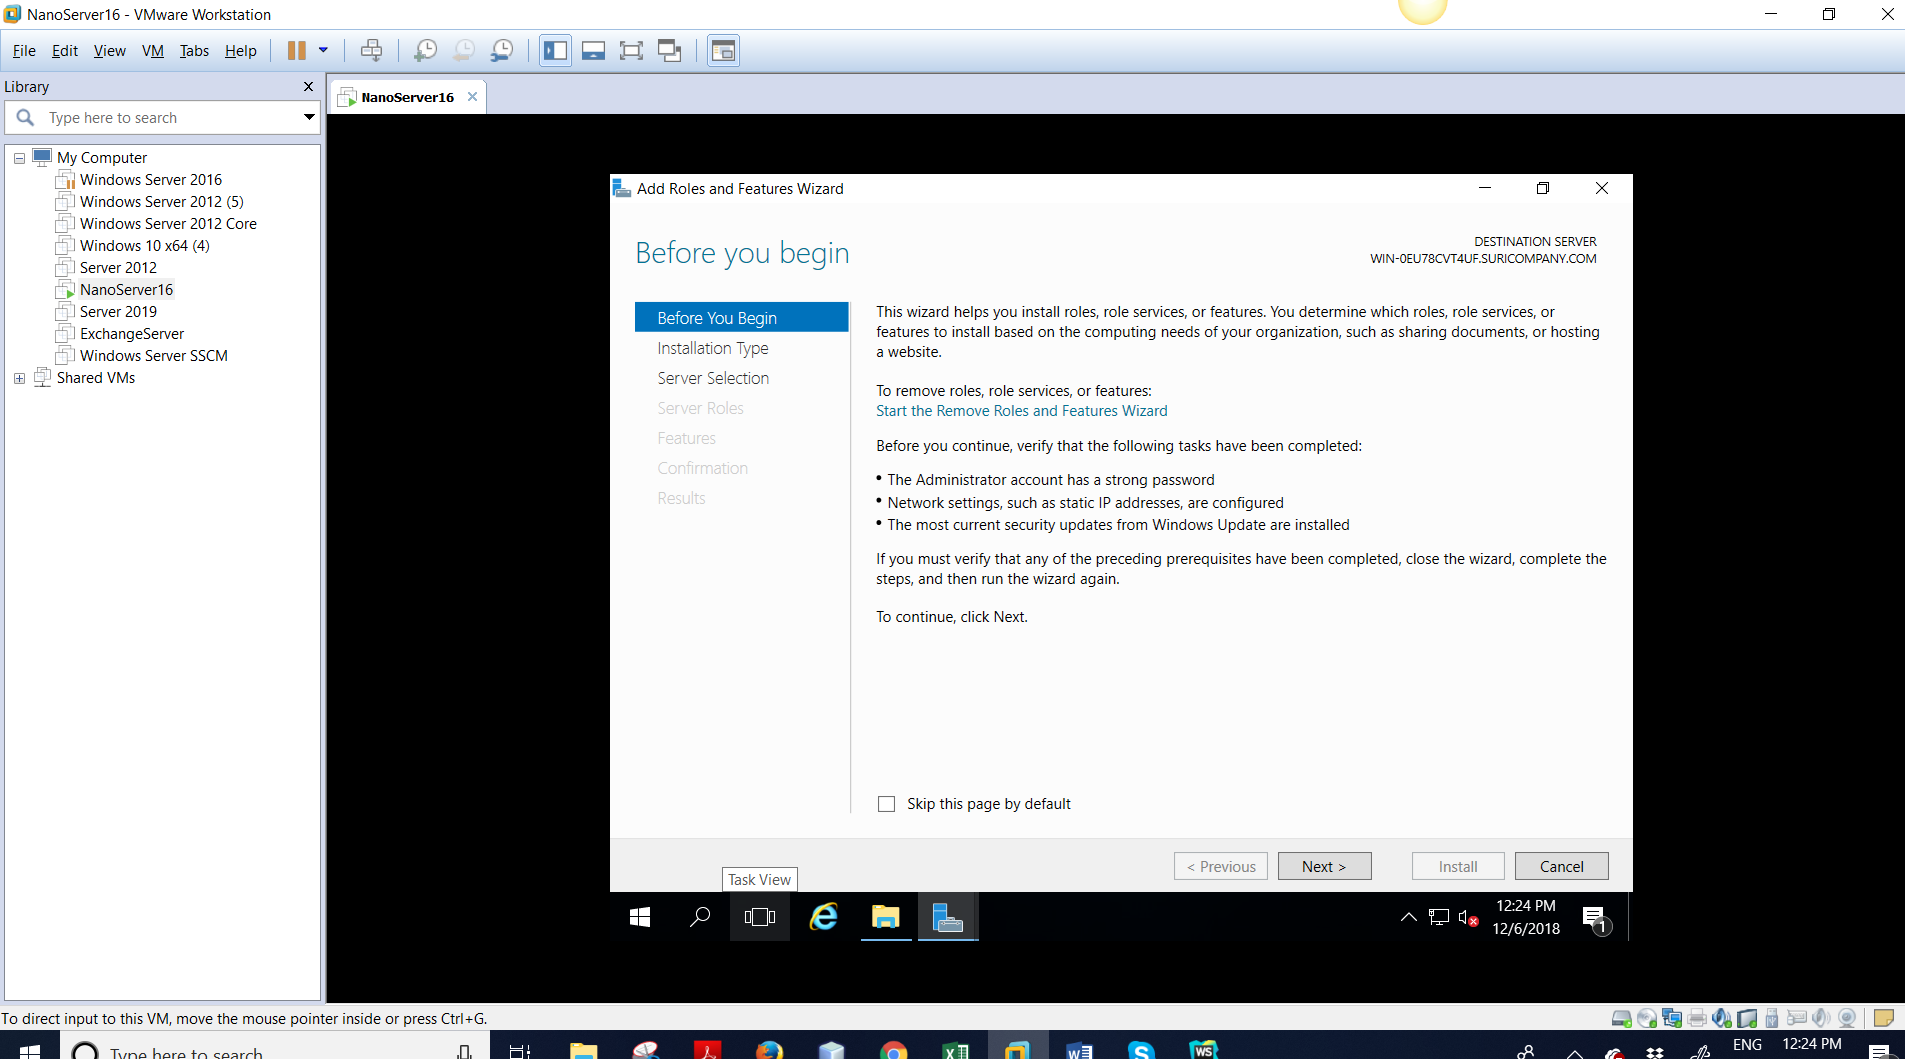 NanoServer16 - VMware Workstation
File Edit View VM Tabs Help
Library
Type here to search
My Computer
Windows Server 2016
Windows Server 2012 (5)
Windows Server 2012 Core
Windows 10 x64 (4)
Server 2012
NanoServer16
Server 2019
ExchangeServer
Windows Server SSCM
Shared VMs
NanoServer16
Add Roles and Features Wizard
Before you begin
DESTINATION SERVER
WIN-0EU78CVT4UF.SURICOMPANY.COM
Before You Begin
Installation Type
Server Selection
Server Roles
Features
Confirmation
Results
This wizard helps you install roles, role services, or features. You determine which roles, role services, or
features to install based on the computing needs of your organization, such as sharing documents, or hosting
a website.
To remove roles, role services, or features:
Start the Remove Roles and Features Wizard
Before you continue, verify that the following tasks have been completed:
• The Administrator account has a strong password
• Network settings, such as static IP addresses, are configured
• The most current security updates from Windows Update are installed
If you must verify that any of the preceding prerequisites have been completed, close the wizard, complete the
steps, and then run the wizard again.
To continue, click Next.
Skip this page by default
< Previous
Next >
Install
Cancel
Task View
12:24 PM
12/6/2018
1
To direct input to this VM, move the mouse pointer inside or press Ctrl+G.
Type here to search
WS
ENG
12:24 PM